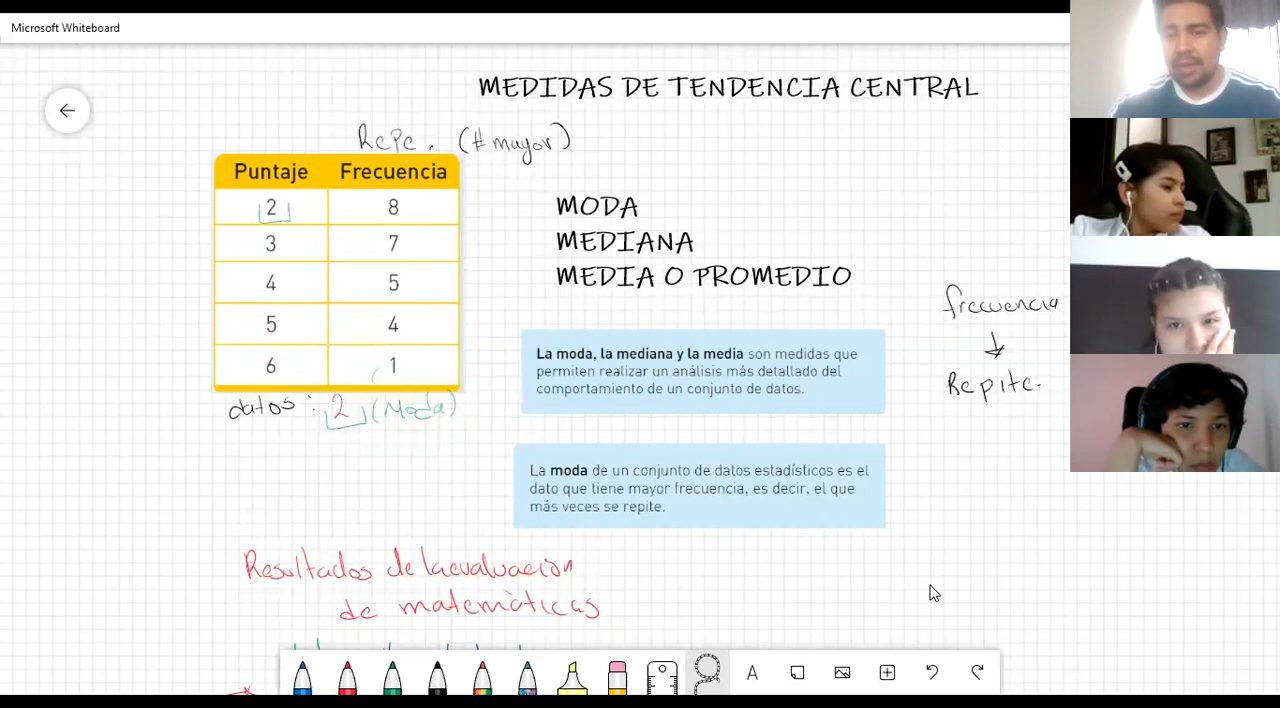 Microsoft Whiteboard
MEDIDAS DE TENDENCIA CENTRAL
Repe. (# mayor)
Puntaje Frecuencia
2 8
3 7
4 5
5 4
6 1
datos: 2 (Moda)
MODA
MEDIANA
MEDIA O PROMEDIO
frecuencia
Repite.
La moda, la mediana y la media son medidas que
permiten realizar un análisis más detallado del
comportamiento de un conjunto de datos.
La moda de un conjunto de datos estadísticos es el
dato que tiene mayor frecuencia, es decir, el que
más veces se repite.
Resultados de la evaluacion
de matemàticas
A